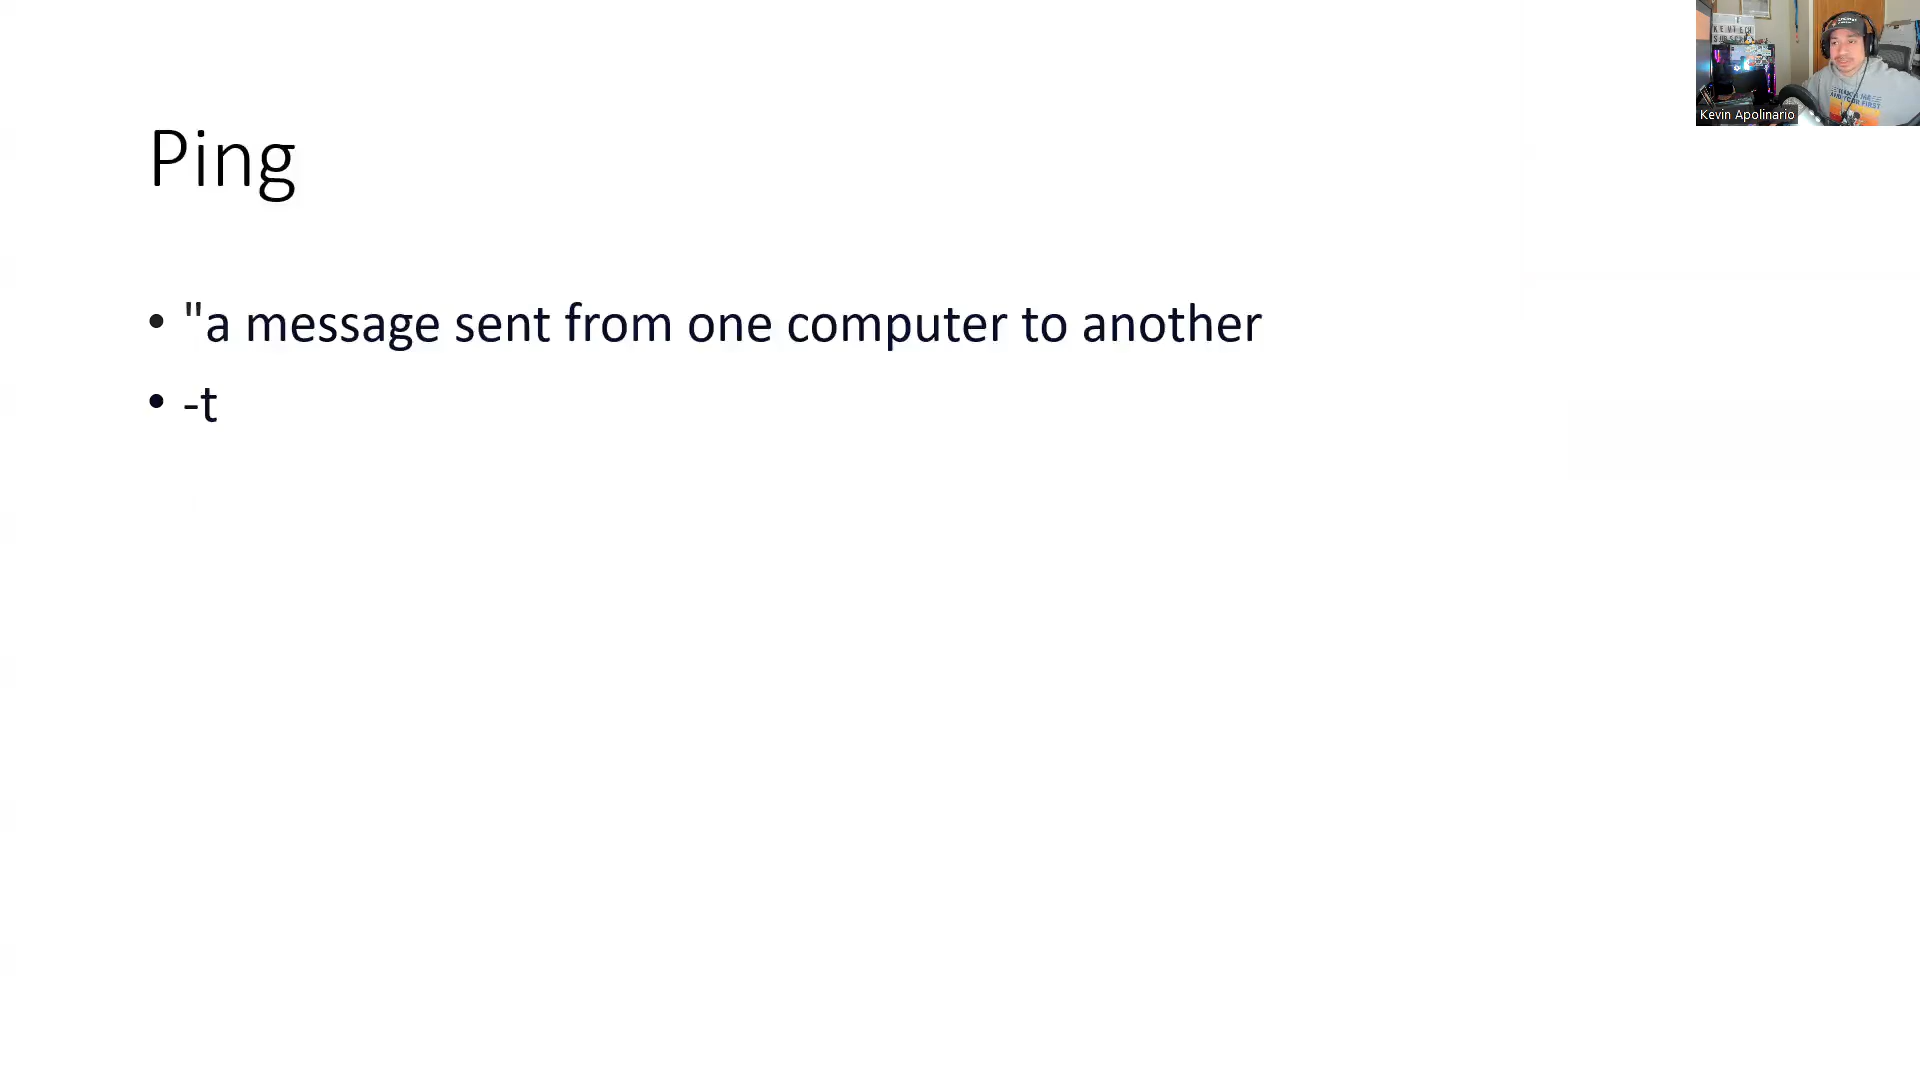 Ping
• "a message sent from one computer to another
• -t
Kevin Apolinario